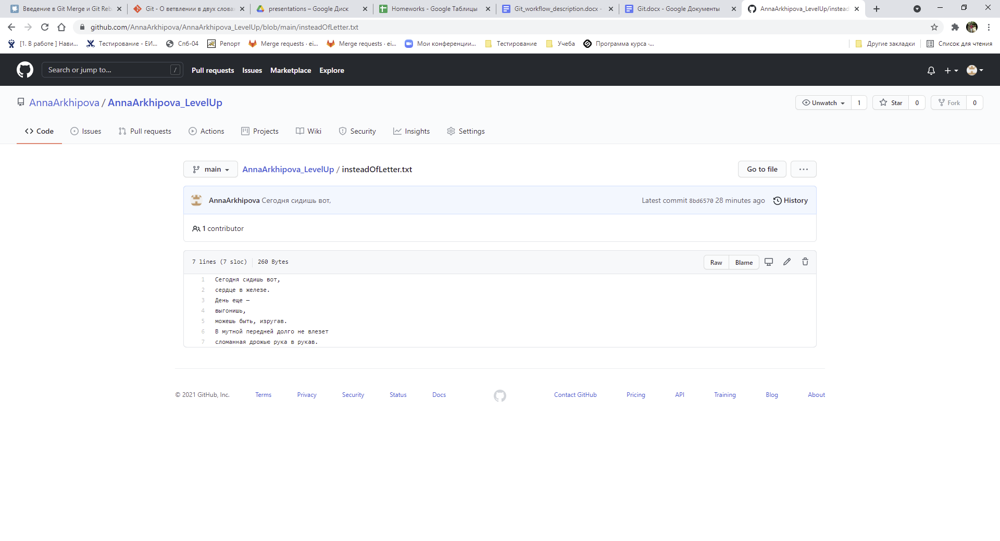 Введение в Git Merge и Git Reb
Git - О ветвлении в двух слова
presentations – Google Диск
Homeworks - Google Таблицы
Git_workflow_description.docx -
Git.docx - Google Документы
AnnaArkhipova_LevelUp/instead
github.com/AnnaArkhipova/AnnaArkhipova_LevelUp/blob/main/insteadOfLetter.txt
[1. В работе ] Нави...
Тестирование - ЕИ...
Спб-04
Репорт
Merge requests · ei...
Merge requests · ei...
Мои конференции...
Тестирование
Учеба
Программа курса -...
Другие закладки
Список для чтения
Search or jump to...
/
Pull requests
Issues
Marketplace
Explore
AnnaArkhipova / AnnaArkhipova_LevelUp
Unwatch 1
Star 0
Fork 0
Code
Issues
Pull requests
Actions
Projects
Wiki
Security
Insights
Settings
main
AnnaArkhipova_LevelUp / insteadOfLetter.txt
Go to file
...
AnnaArkhipova Сегодня сидишь вот,
Latest commit 8bd6570 28 minutes ago
History
1 contributor
7 lines (7 sloc)
260 Bytes
Raw
Blame
1 Сегодня сидишь вот,
2 сердце в железе.
3 День еще —
4 выгонишь,
5 можешь быть, изругав.
6 В мутной передней долго не влезет
7 сломанная дрожью рука в рукав.
© 2021 GitHub, Inc.
Terms
Privacy
Security
Status
Docs
Contact GitHub
Pricing
API
Training
Blog
About